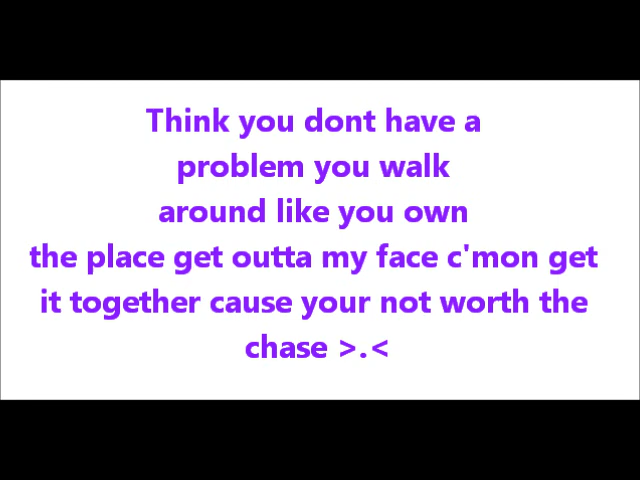 Think you dont have a
problem you walk
around like you own
the place get outta my face c'mon get
it together cause your not worth the
chase >.<